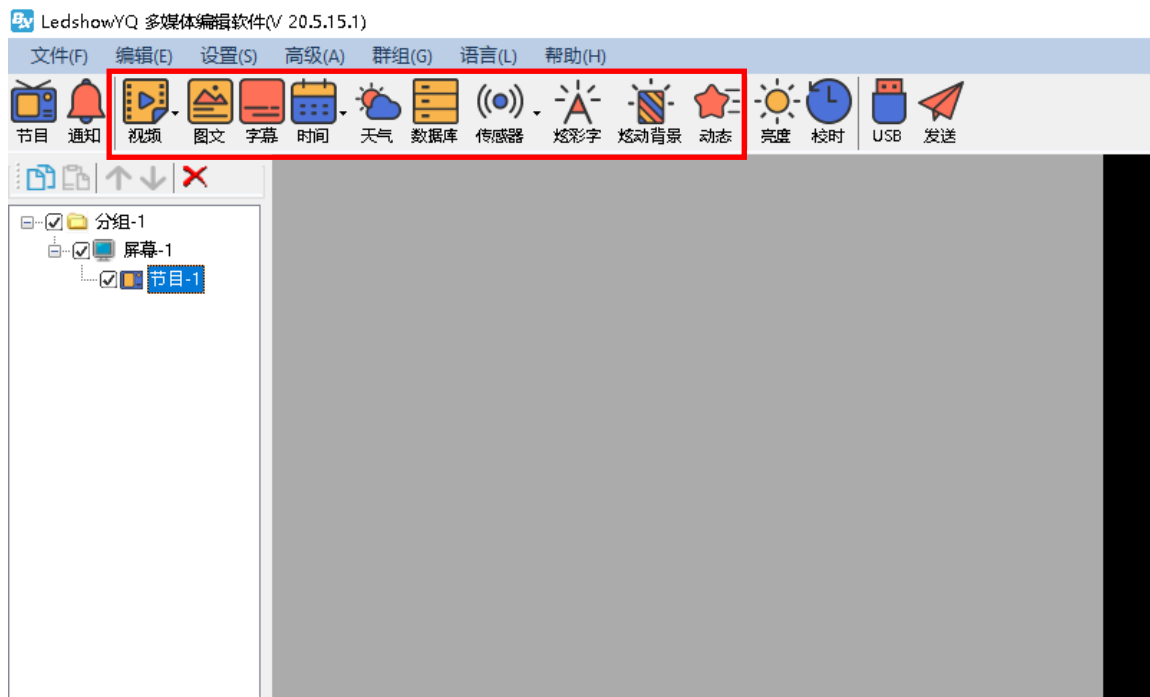 BX LedshowYQ 多媒体编辑软件(V 20.5.15.1)
文件(F) 编辑(E) 设置(S) 高级(A) 群组(G) 语言(L) 帮助(H)
节目 通知 视频 图文 字幕 时间 天气 数据库 传感器 炫彩字 炫动背景 动态 亮度 校时 USB 发送
分组-1
屏幕-1
节目-1